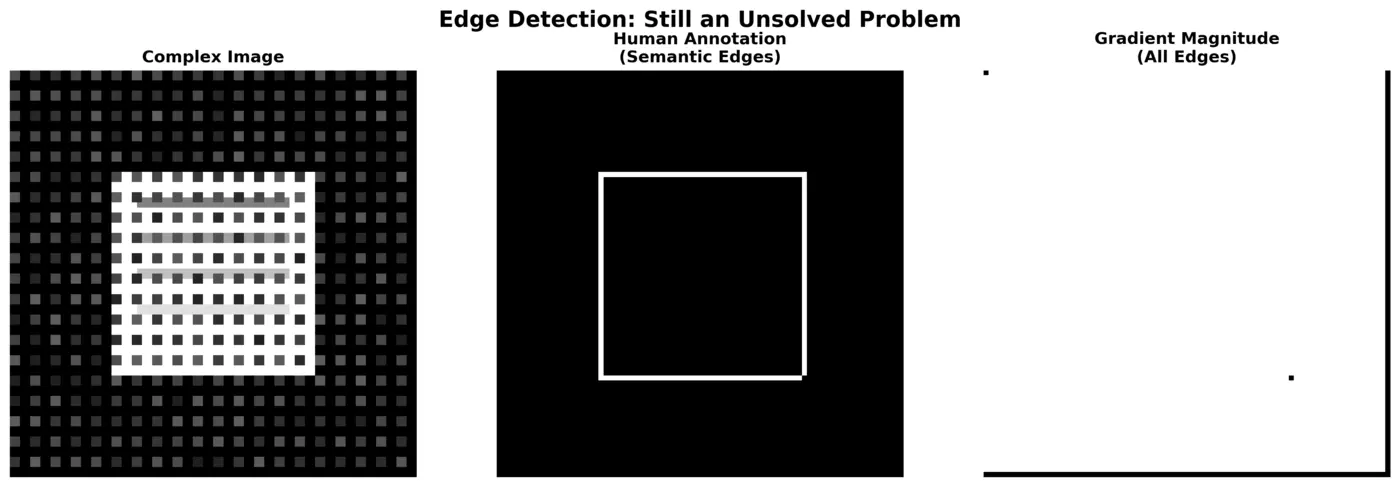 Edge Detection: Still an Unsolved Problem
Complex Image
Human Annotation
(Semantic Edges)
Gradient Magnitude
(All Edges)